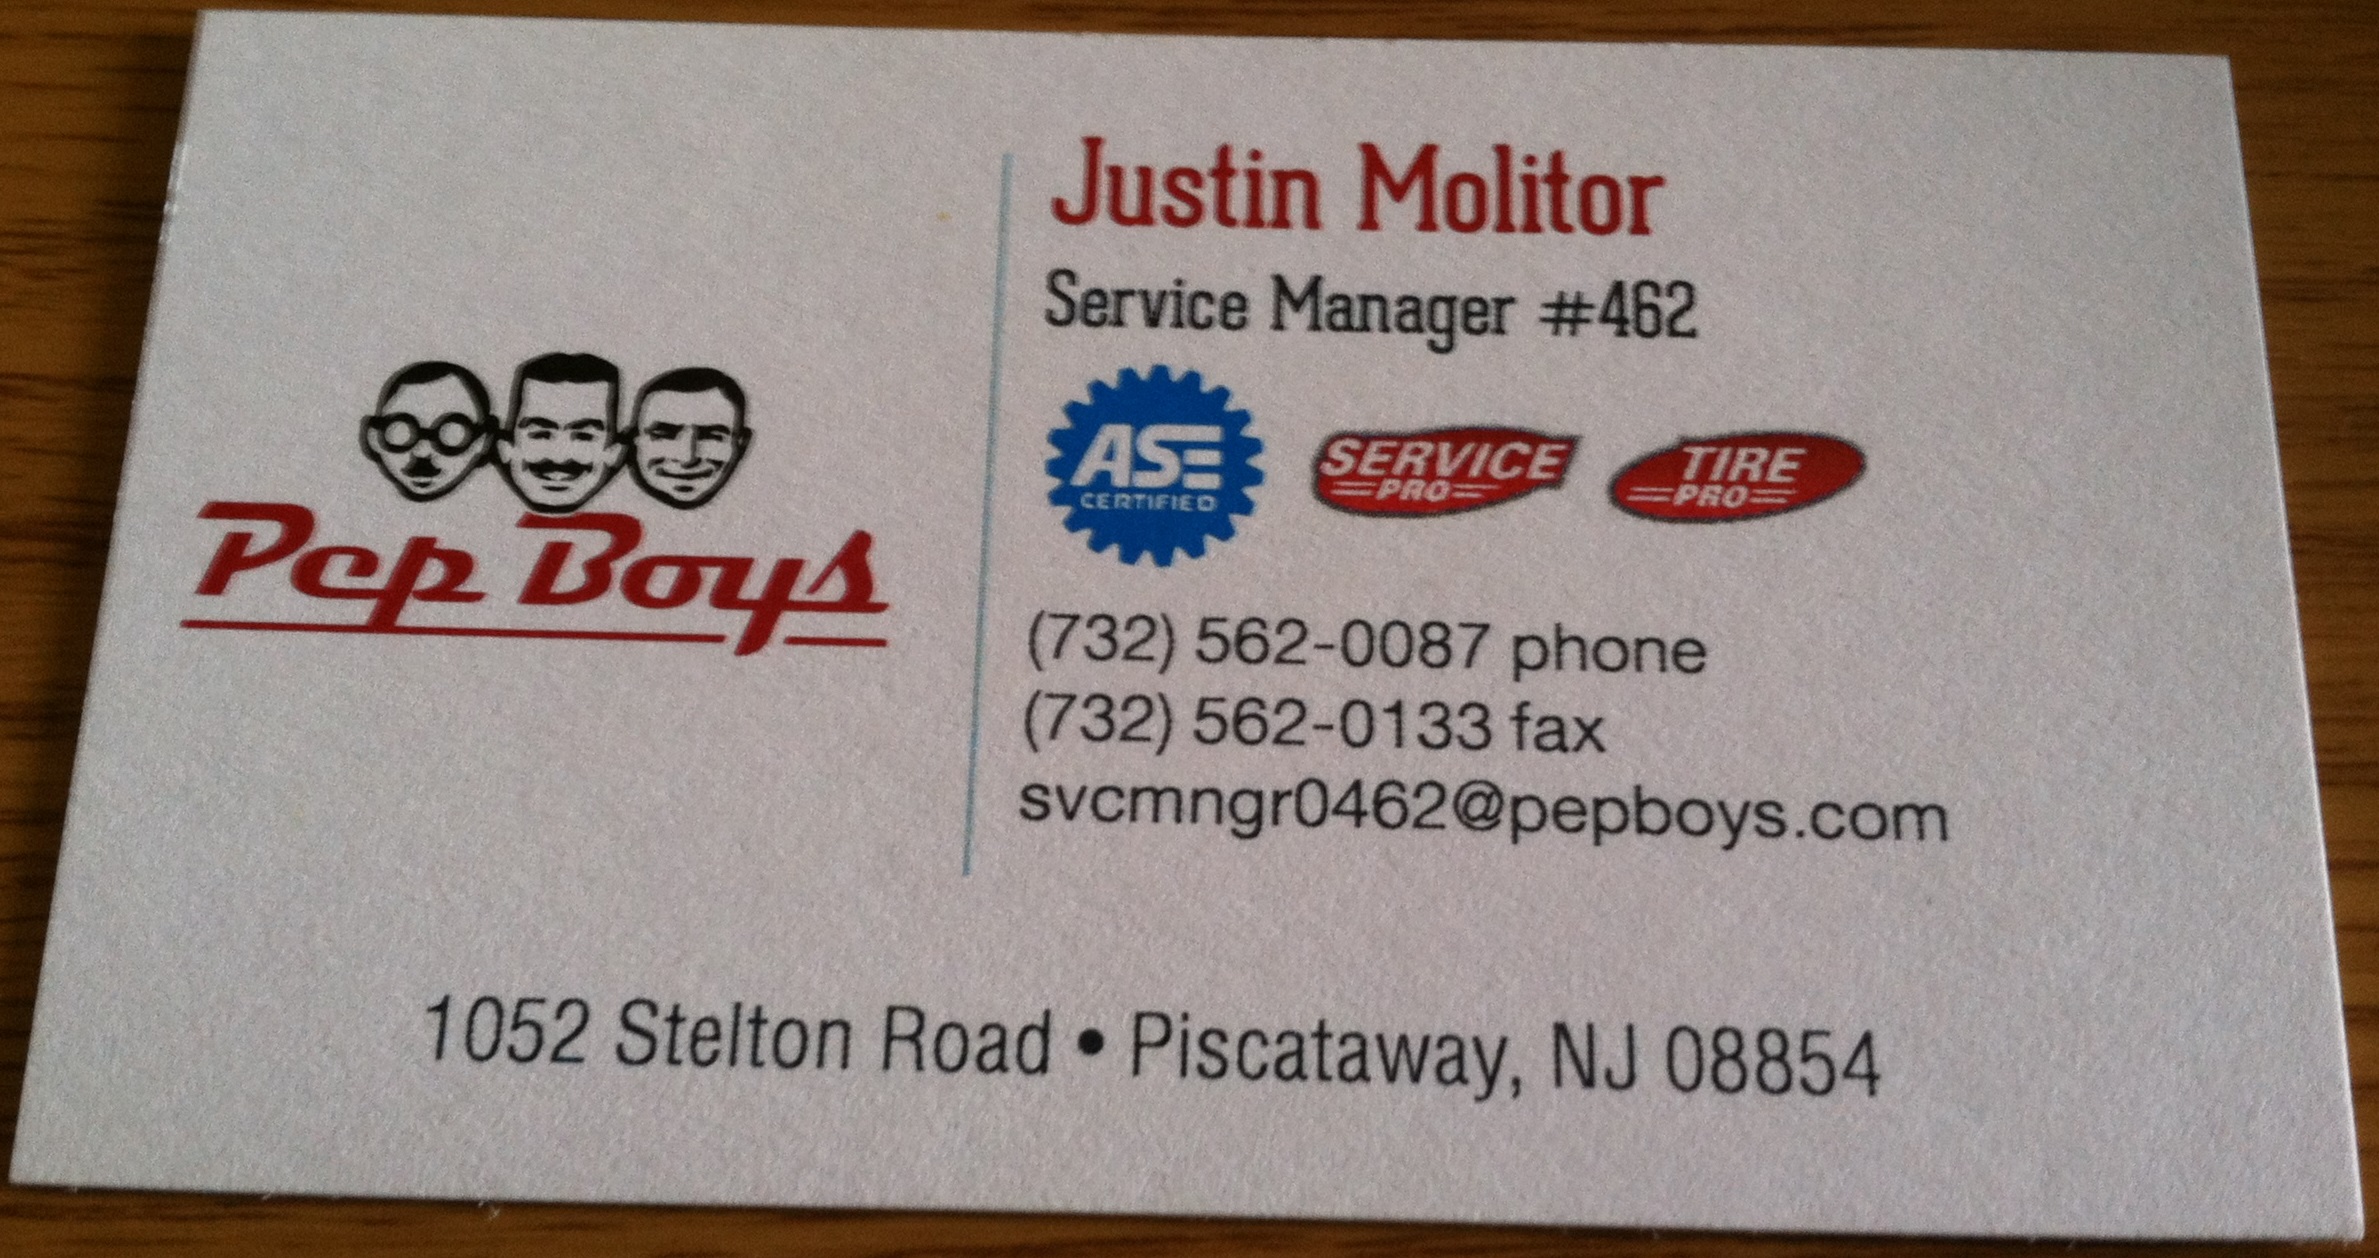 Justin Molitor
Service Manager #462
ASE
CERTIFIED
SERVICE
PRO
TIRE
PRO
Pep Boys
(732) 562-0087 phone
(732) 562-0133 fax
svcmngr0462@pepboys.com
1052 Stelton Road • Piscataway, NJ 08854